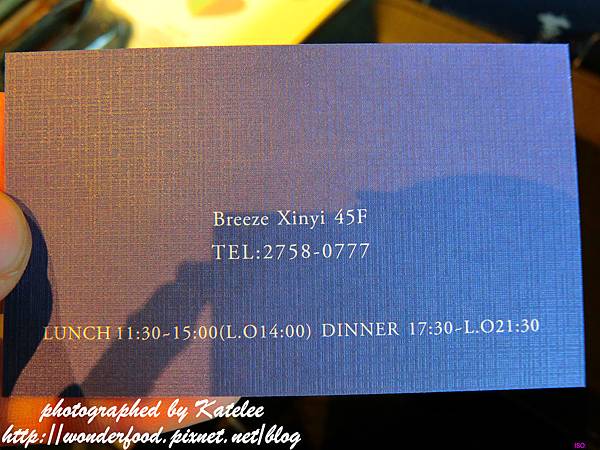 Breeze Xinyi 45F
TEL:2758-0777
LUNCH 11:30~15:00(L.O14:00) DINNER 17:30~L.O21:30
photographed by Katelee
http://wonderfood.pixnet.net/blog
ISO